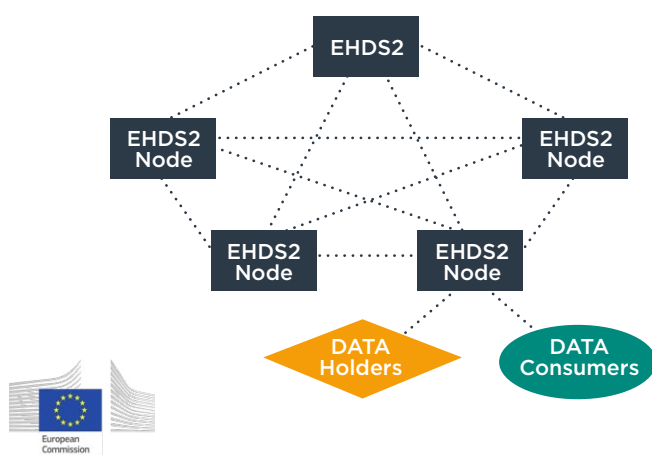 EHDS2
EHDS2
Node
EHDS2
Node
EHDS2
Node
EHDS2
Node
DATA
Holders
DATA
Consumers
European
Commission